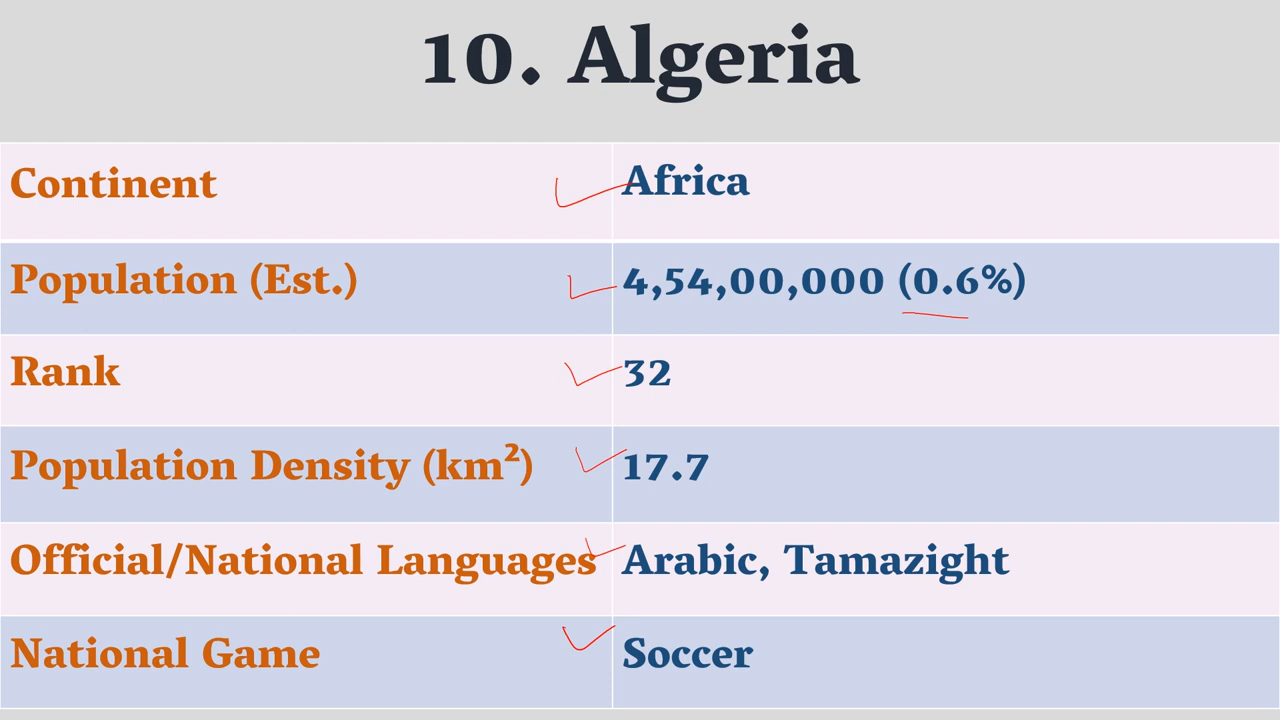 10. Algeria
Continent Africa
Population (Est.) 4,54,00,000 (0.6%)
Rank 32
Population Density (km²) 17.7
Official/National Languages Arabic, Tamazight
National Game Soccer